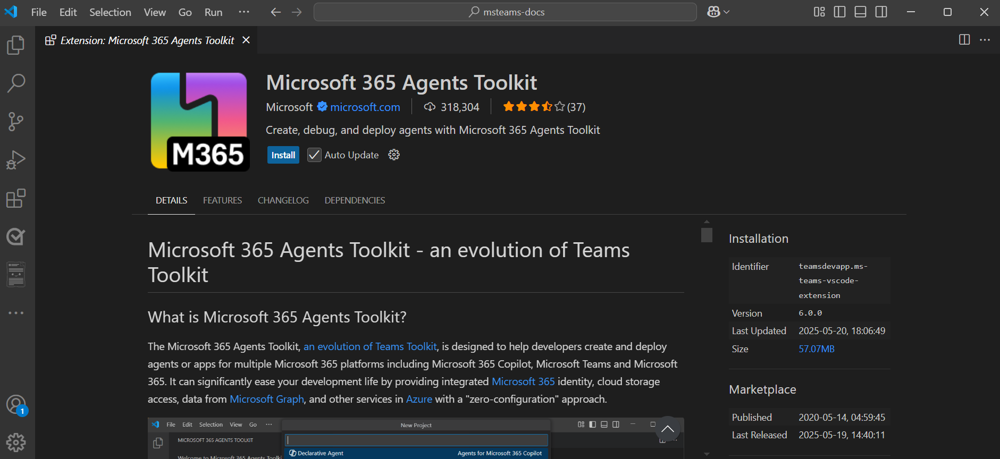 File Edit Selection View Go Run ··· msteams-docs
Extension: Microsoft 365 Agents Toolkit
M365
Microsoft 365 Agents Toolkit
Microsoft microsoft.com 318,304 (37)
Create, debug, and deploy agents with Microsoft 365 Agents Toolkit
Install Auto Update
DETAILS FEATURES CHANGELOG DEPENDENCIES
Microsoft 365 Agents Toolkit - an evolution of Teams
Toolkit
What is Microsoft 365 Agents Toolkit?
The Microsoft 365 Agents Toolkit, an evolution of Teams Toolkit, is designed to help developers create and deploy
agents or apps for multiple Microsoft 365 platforms including Microsoft 365 Copilot, Microsoft Teams and Microsoft
365. It can significantly ease your development life by providing integrated Microsoft 365 identity, cloud storage
access, data from Microsoft Graph, and other services in Azure with a "zero-configuration" approach.
File Edit Selection View Go ··· New Project
MICROSOFT 365 AGENTS TOOLKIT
Declarative Agent Agents for Microsoft 365 Copilot
Installation
Identifier teamsdevapp.ms-
teams-vscode-
extension
Version 6.0.0
Last Updated 2025-05-20, 18:06:49
Size 57.07MB
Marketplace
Published 2020-05-14, 04:59:45
Last Released 2025-05-19, 14:40:11
1